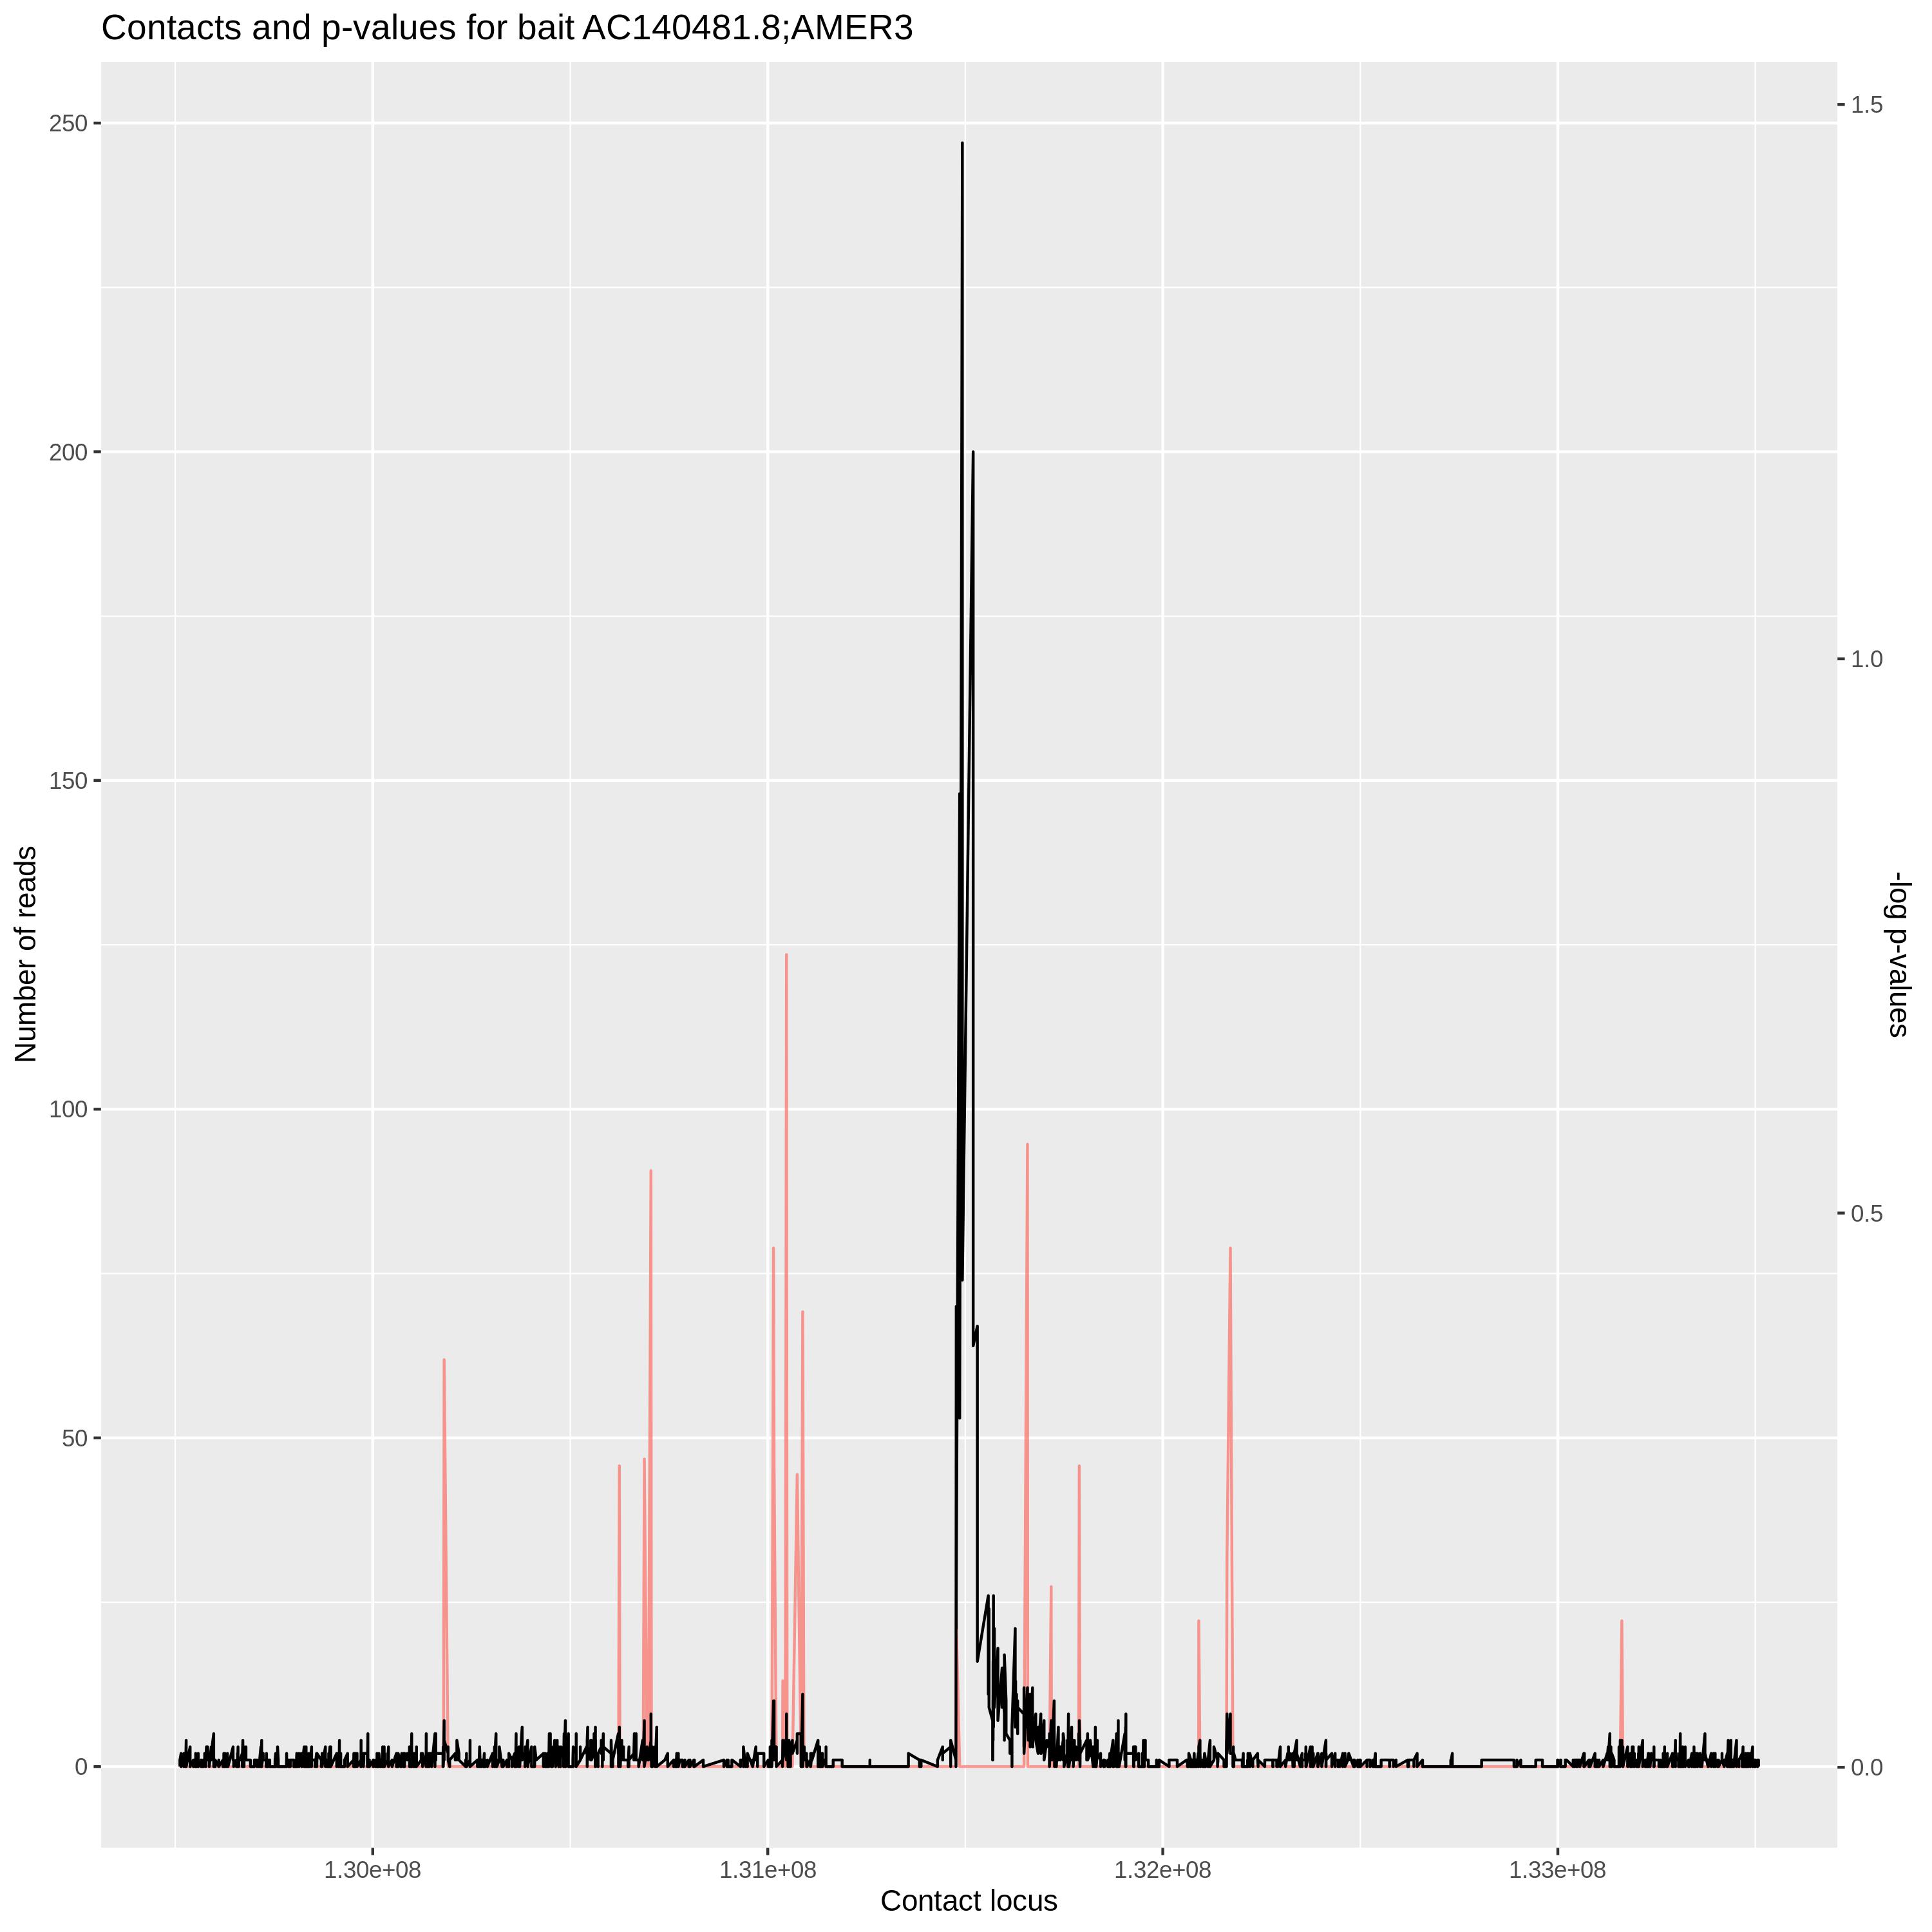 Contacts and p-values for bait AC140481.8;AMER3
250
200
150
100
50
0
Number of reads
1.5
1.0
0.5
0.0
-log p-values
1.30e+08
1.31e+08
1.32e+08
1.33e+08
Contact locus